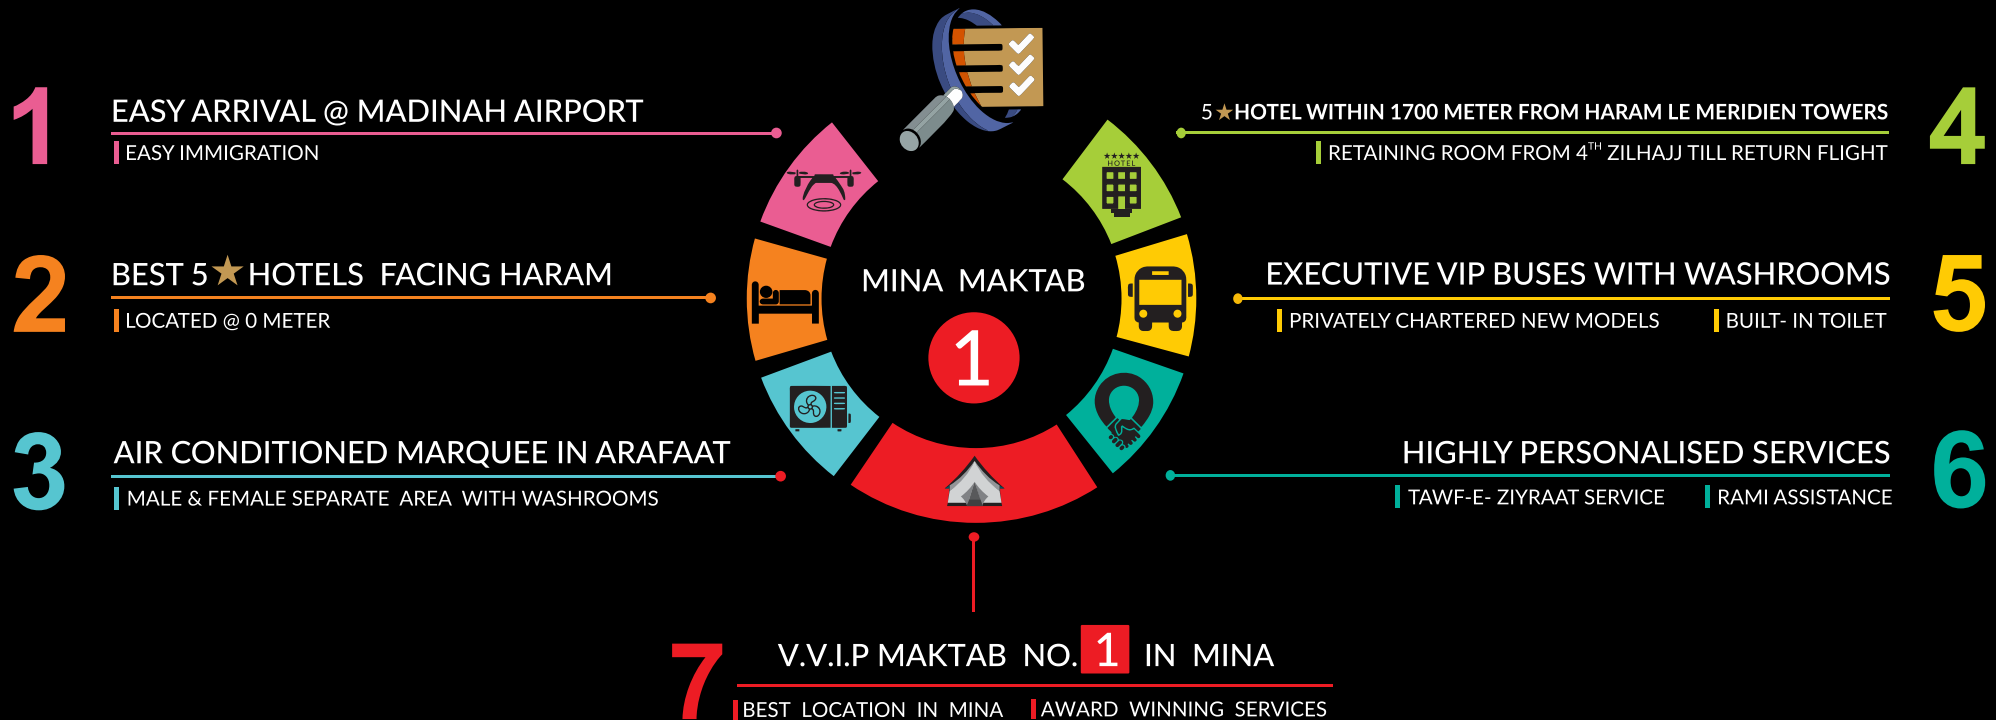 1
EASY ARRIVAL @ MADINAH AIRPORT
EASY IMMIGRATION
2
BEST 5★HOTELS FACING HARAM
LOCATED @ 0 METER
3
AIR CONDITIONED MARQUEE IN ARAFAAT
MALE & FEMALE SEPARATE AREA WITH WASHROOMS
HOTEL
MINA MAKTAB
1
5★HOTEL WITHIN 1700 METER FROM HARAM LE MERIDIEN TOWERS
RETAINING ROOM FROM 4TH ZILHAJJ TILL RETURN FLIGHT
4
EXECUTIVE VIP BUSES WITH WASHROOMS
PRIVATELY CHARTERED NEW MODELS BUILT- IN TOILET
5
HIGHLY PERSONALISED SERVICES
TAWF-E- ZIYRAAT SERVICE RAMI ASSISTANCE
6
7
V.V.I.P MAKTAB NO. 1 IN MINA
BEST LOCATION IN MINA AWARD WINNING SERVICES